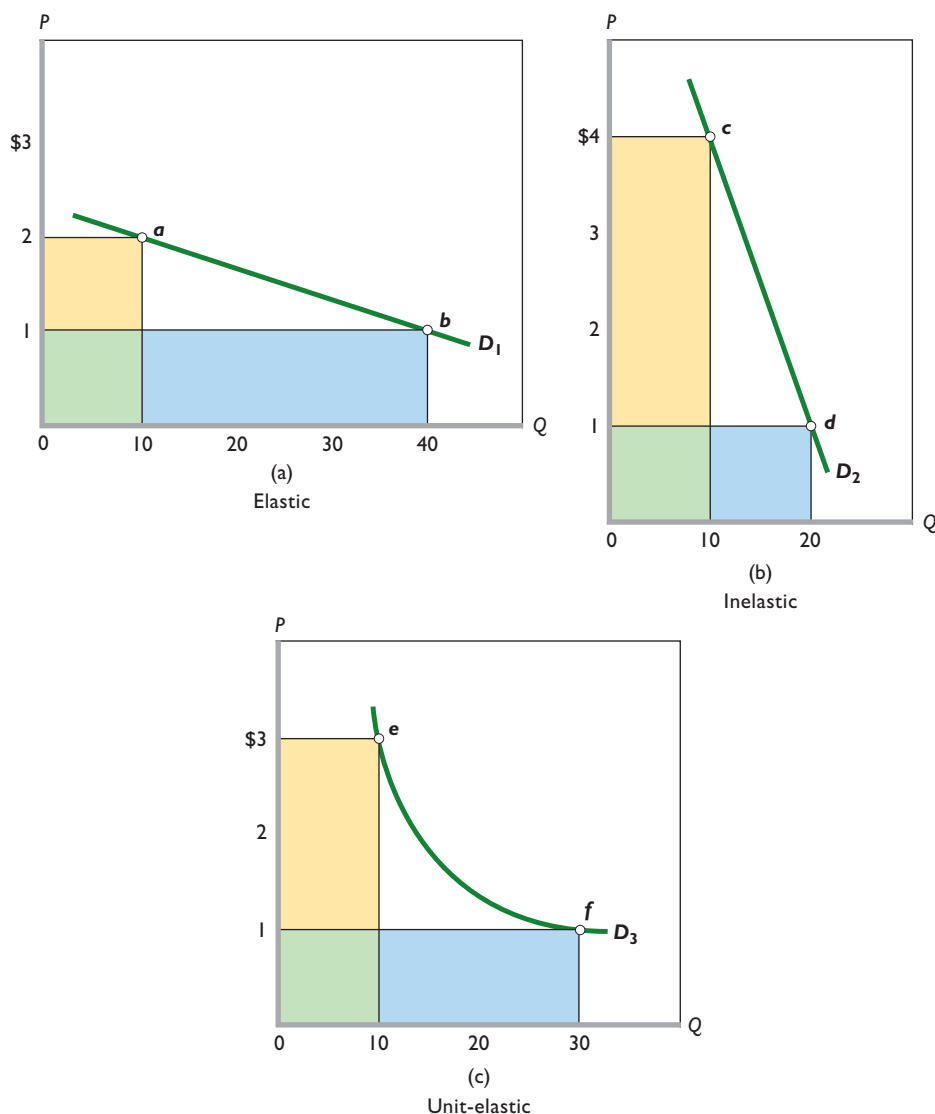 P
$3
2
a
1
b
D1
0 10 20 30 40 Q
(a)
Elastic
P
$4
c
3
2
1
d
D2
0 10 20 Q
(b)
Inelastic
P
$3
e
2
1
f
D3
0 10 20 30 Q
(c)
Unit-elastic